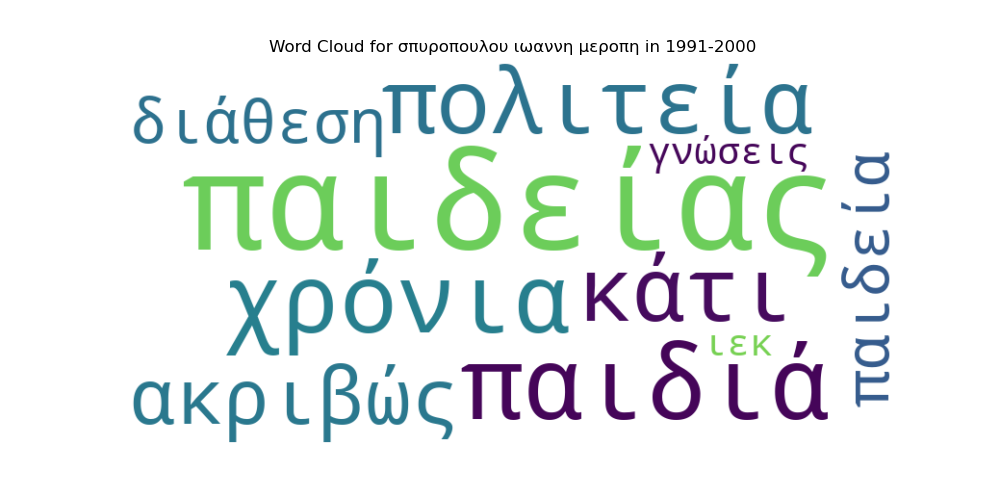 Word Cloud for σπυροπουλου ιωαννη μεροπη in 1991-2000
διάθεση
πολιτεία
γνώσεις
παιδείας
παιδεία
χρόνια
κάτι
ιεκ
ακριβώς
παιδιά